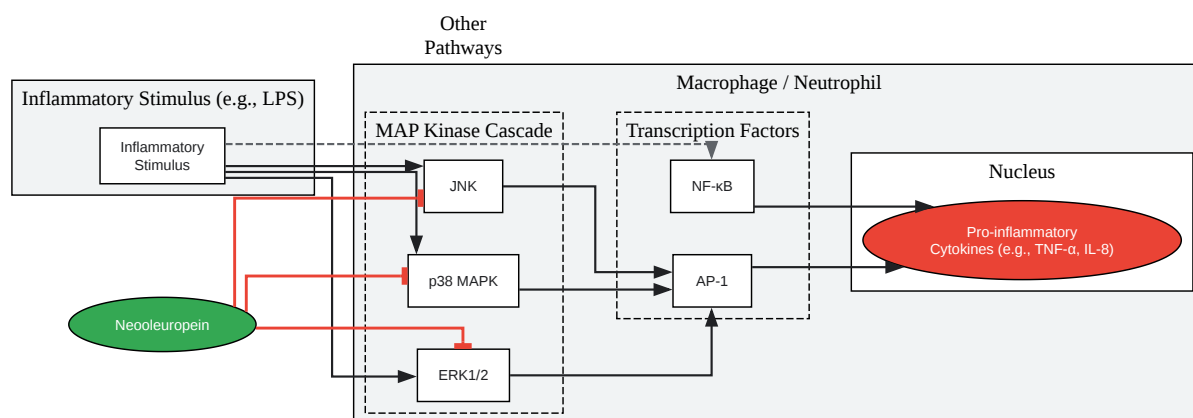 Other
Pathways
Macrophage / Neutrophil
Inflammatory Stimulus (e.g., LPS)
MAP Kinase Cascade
Transcription Factors
Inflammatory
Stimulus
JNK
NF-κB
Nucleus
Pro-inflammatory
Cytokines (e.g., TNF-α, IL-8)
p38 MAPK
AP-1
Neooleuropein
ERK1/2